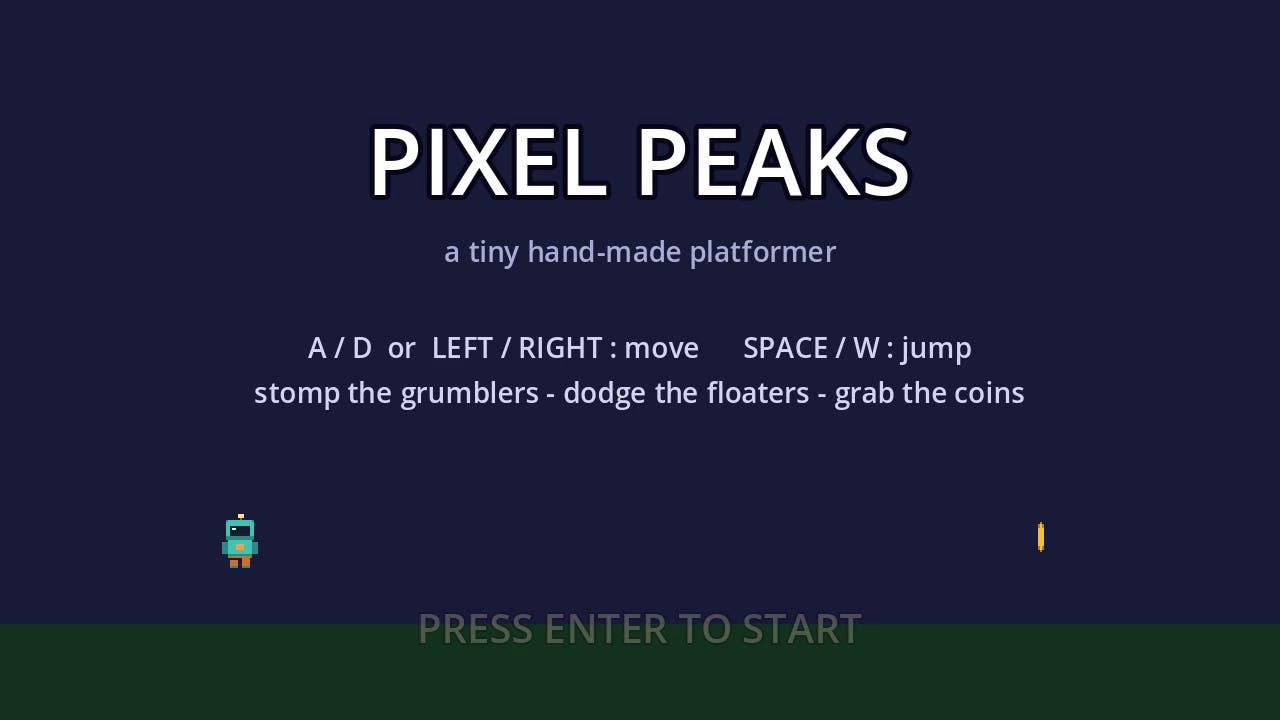 PIXEL PEAKS
a tiny hand-made platformer
A / D  or  LEFT / RIGHT : move      SPACE / W : jump
stomp the grumblers - dodge the floaters - grab the coins
PRESS ENTER TO START